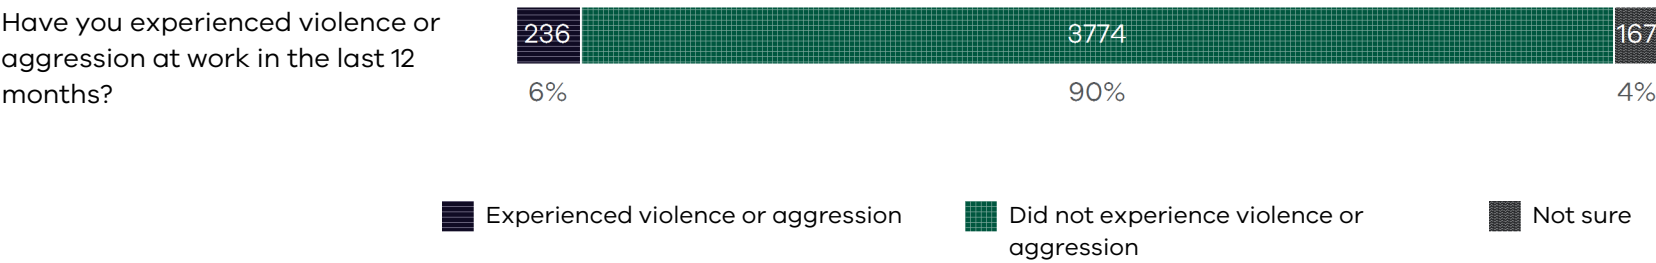 Have you experienced violence or
aggression at work in the last 12
months?
236 3774 167
6% 90% 4%
Experienced violence or aggression
Did not experience violence or
aggression
Not sure